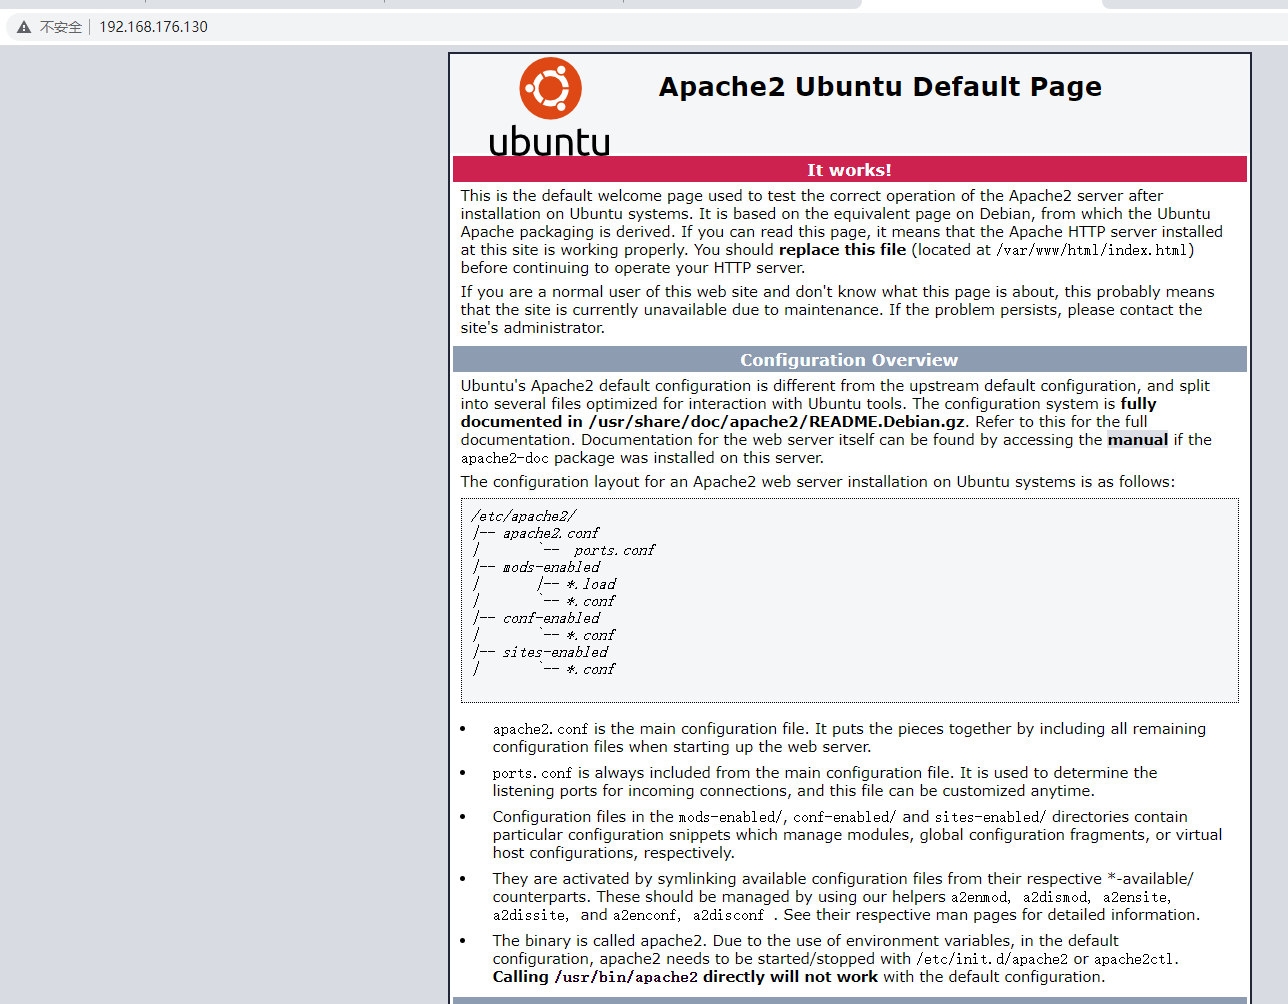 不安全
192.168.176.130
ubuntu
Apache2 Ubuntu Default Page
It works!
This is the default welcome page used to test the correct operation of the Apache2 server after
installation on Ubuntu systems. It is based on the equivalent page on Debian, from which the Ubuntu
Apache packaging is derived. If you can read this page, it means that the Apache HTTP server installed
at this site is working properly. You should replace this file (located at /var/www/html/index.html)
before continuing to operate your HTTP server.
If you are a normal user of this web site and don't know what this page is about, this probably means
that the site is currently unavailable due to maintenance. If the problem persists, please contact the
site's administrator.
Configuration Overview
Ubuntu's Apache2 default configuration is different from the upstream default configuration, and split
into several files optimized for interaction with Ubuntu tools. The configuration system is fully
documented in /usr/share/doc/apache2/README.Debian.gz. Refer to this for the full
documentation. Documentation for the web server itself can be found by accessing the manual if the
apache2-doc package was installed on this server.
The configuration layout for an Apache2 web server installation on Ubuntu systems is as follows:
/etc/apache2/
|-- apache2.conf
|       `--  ports.conf
|-- mods-enabled
|       |-- *.load
|       `-- *.conf
|-- conf-enabled
|       `-- *.conf
|-- sites-enabled
|       `-- *.conf
• apache2.conf is the main configuration file. It puts the pieces together by including all remaining
configuration files when starting up the web server.
• ports.conf is always included from the main configuration file. It is used to determine the
listening ports for incoming connections, and this file can be customized anytime.
• Configuration files in the mods-enabled/, conf-enabled/ and sites-enabled/ directories contain
particular configuration snippets which manage modules, global configuration fragments, or virtual
host configurations, respectively.
• They are activated by symlinking available configuration files from their respective *-available/
counterparts. These should be managed by using our helpers a2enmod, a2dismod, a2ensite,
a2dissite, and a2enconf, a2disconf . See their respective man pages for detailed information.
• The binary is called apache2. Due to the use of environment variables, in the default
configuration, apache2 needs to be started/stopped with /etc/init.d/apache2 or apache2ctl.
Calling /usr/bin/apache2 directly will not work with the default configuration.